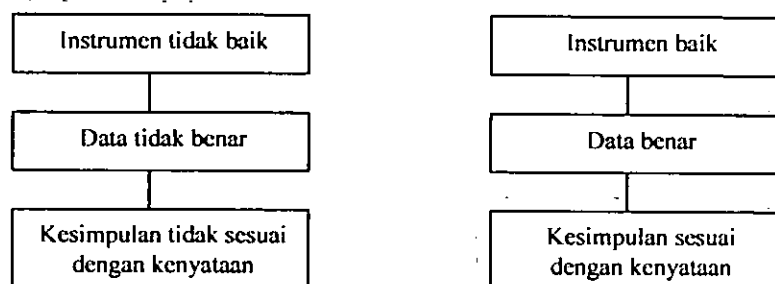 Instrumen tidak baik
Data tidak benar
Kesimpulan tidak sesuai
dengan kenyataan
Instrumen baik
Data benar
Kesimpulan sesuai
dengan kenyataan